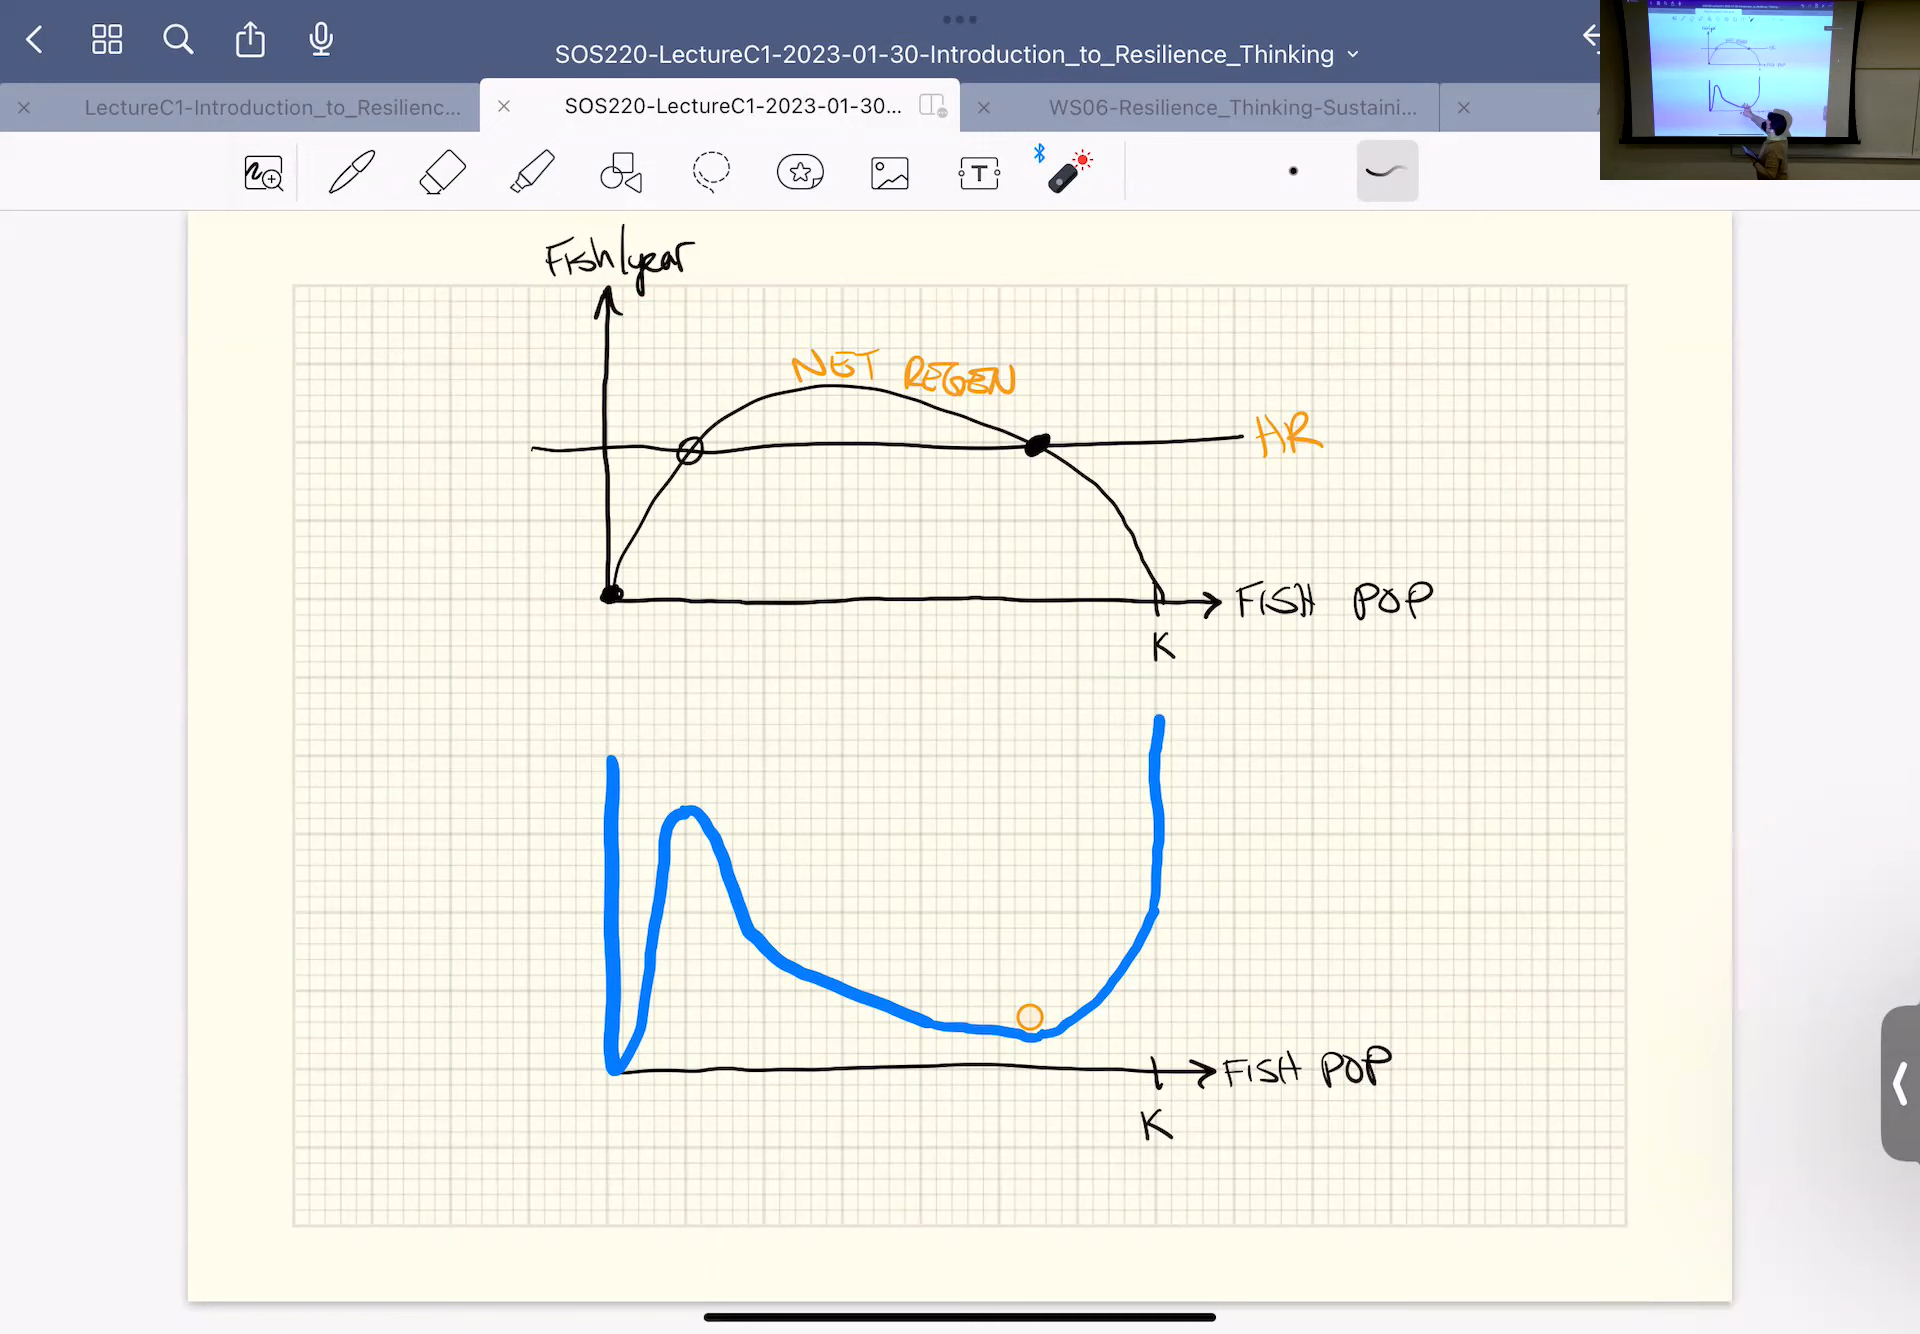 SOS220-LectureC1-2023-01-30-Introduction_to_Resilience_Thinking
LectureC1-Introduction_to_Resilienc...
SOS220-LectureC1-2023-01-30...
WS06-Resilience_Thinking-Sustaini...
T
Fish/year
NET REGEN
HR
FISH POP
K
FISH POP
K